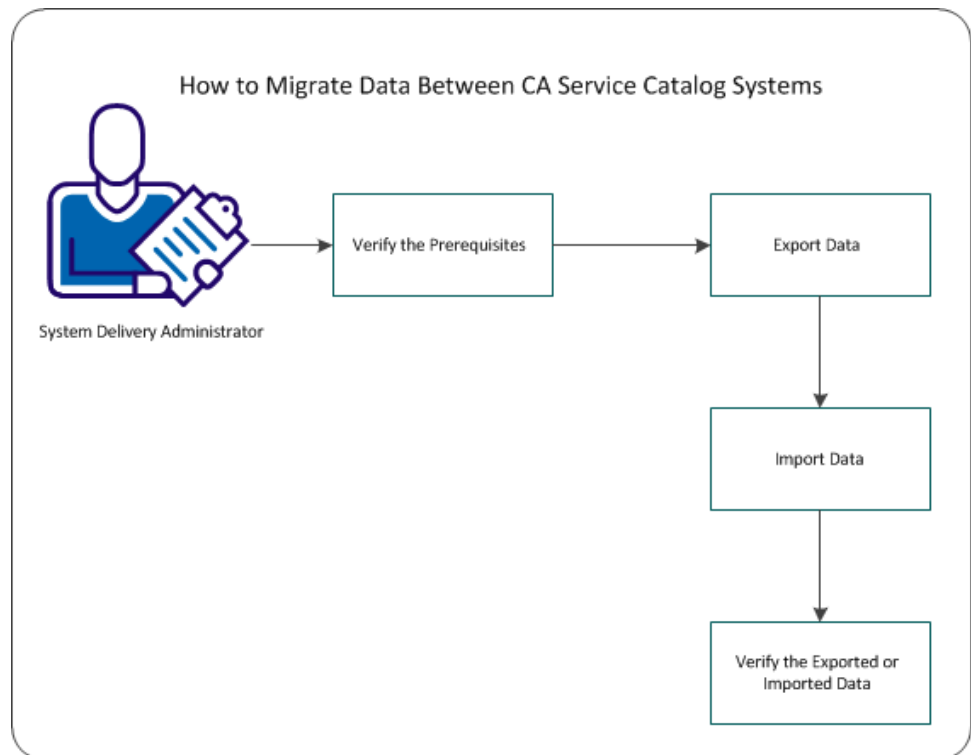 How to Migrate Data Between CA Service Catalog Systems
System Delivery Administrator
Verify the Prerequisites
Export Data
Import Data
Verify the Exported or
Imported Data